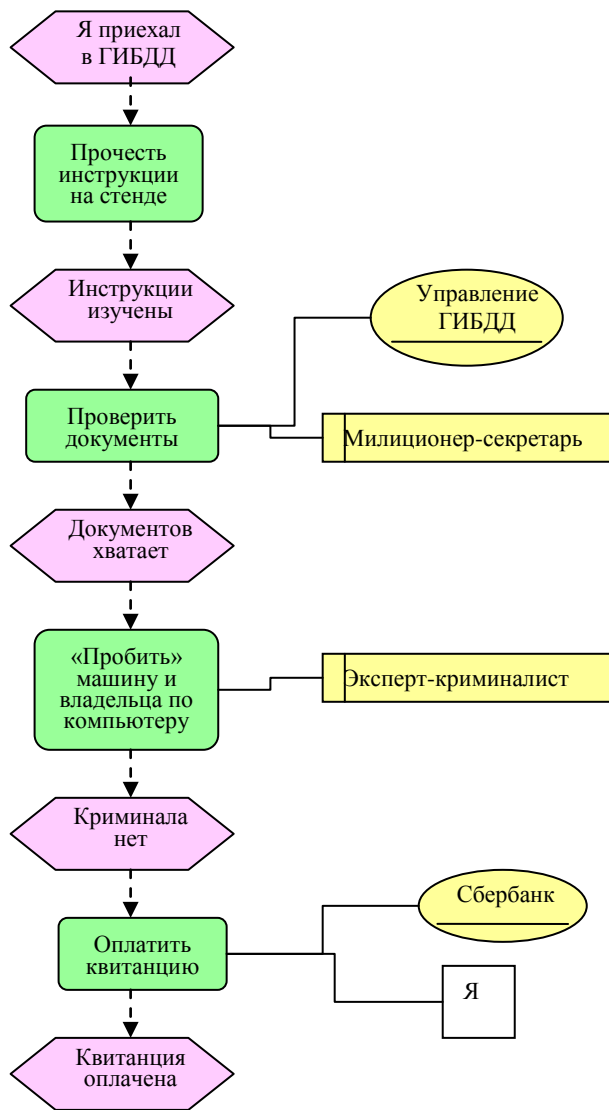 Я приехал
в ГИБДД
Прочесть
инструкции
на стенде
Инструкции
изучены
Управление
ГИБДД
Проверить
документы
Милиционер-секретарь
Документов
хватает
«Пробить»
машину и
владельца по
компьютеру
Эксперт-криминалист
Криминала
нет
Сбербанк
Оплатить
квитанцию
Я
Квитанция
оплачена